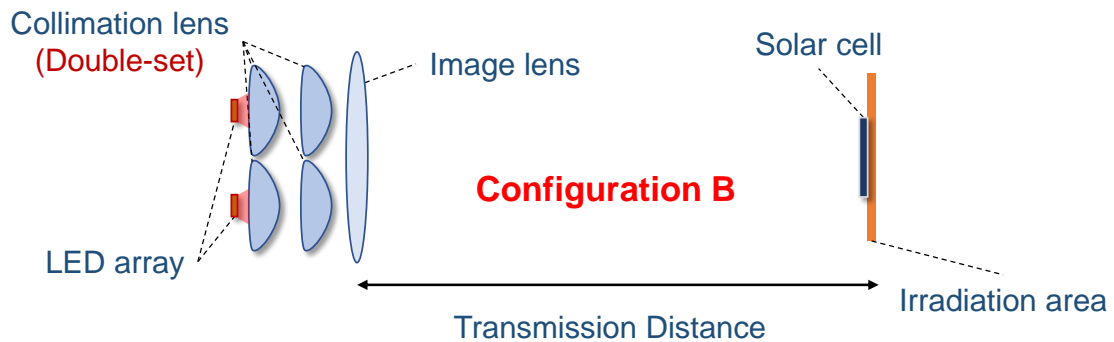 Collimation lens
(Double-set)
Image lens
Solar cell
Configuration B
LED array
Irradiation area
Transmission Distance